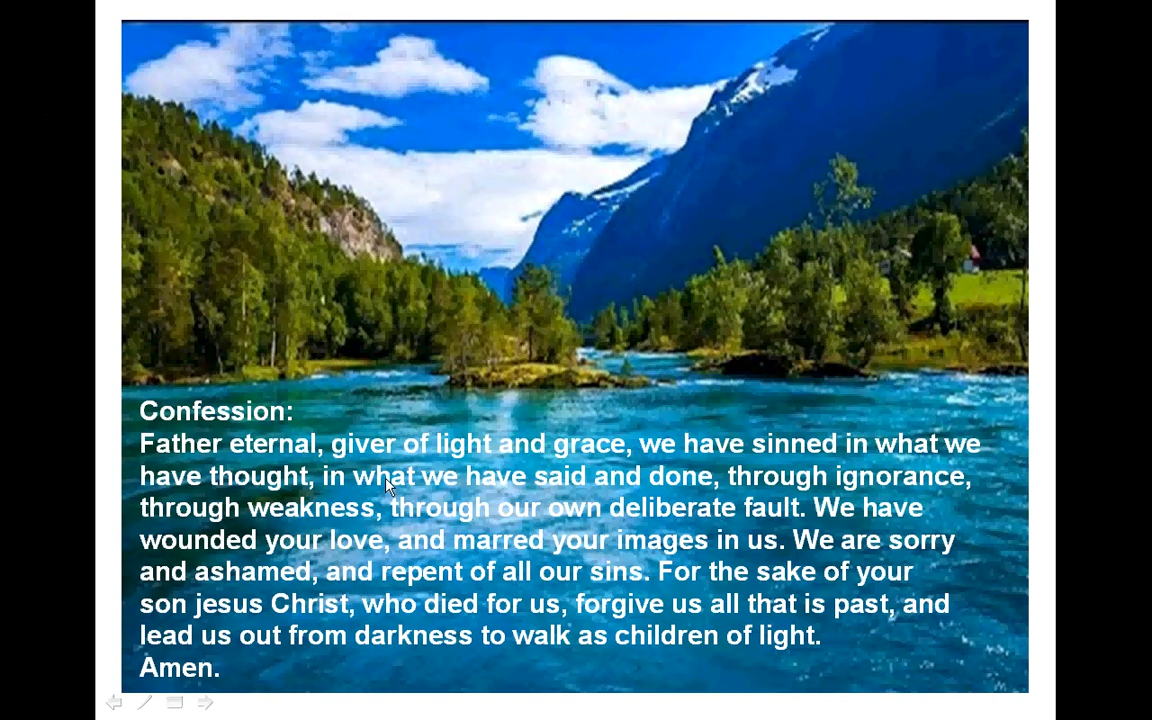 Confession:
Father eternal, giver of light and grace, we have sinned in what we
have thought, in what we have said and done, through ignorance,
through weakness, through our own deliberate fault. We have
wounded your love, and marred your images in us. We are sorry
and ashamed, and repent of all our sins. For the sake of your
son jesus Christ, who died for us, forgive us all that is past, and
lead us out from darkness to walk as children of light.
Amen.